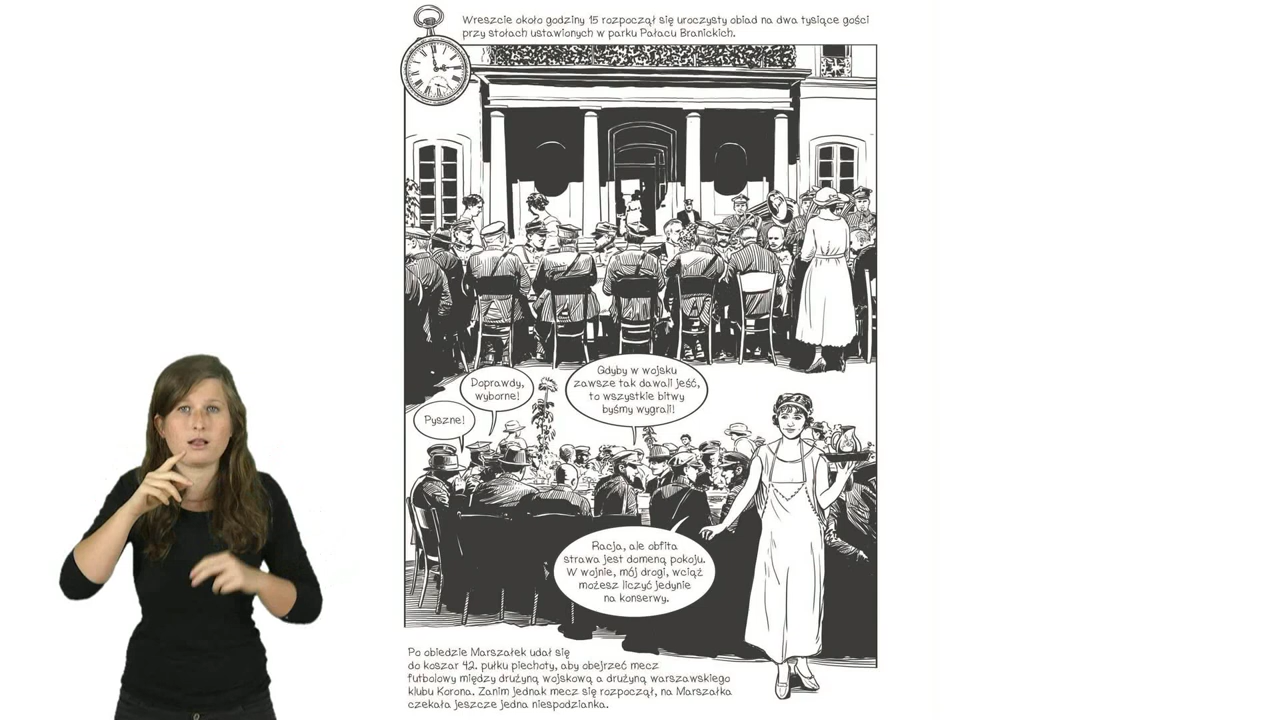 Wreszcie około godziny 15 rozpoczął się uroczysty obiad na dwa tysiące gości
przy stołach ustawionych w parku Pałacu Branickich.
Pyszne!
Doprawdy,
wyborne!
Gdyby w wojsku
zawsze tak dawali jeść,
to wszystkie bitwy
byśmy wygrali!
Racja, ale obfita
strawa jest domeną pokoju.
W wojnie, mój drogi, wciąż
możesz liczyć jedynie
na konserwy.
Po obiedzie Marszałek udał się
do koszar 42. pułku piechoty, aby obejrzeć mecz
futbolowy między drużyną wojskową a drużyną warszawskiego
klubu Korona. Zanim jednak mecz się rozpoczął, na Marszałka
czekała jeszcze jedna niespodzianka.